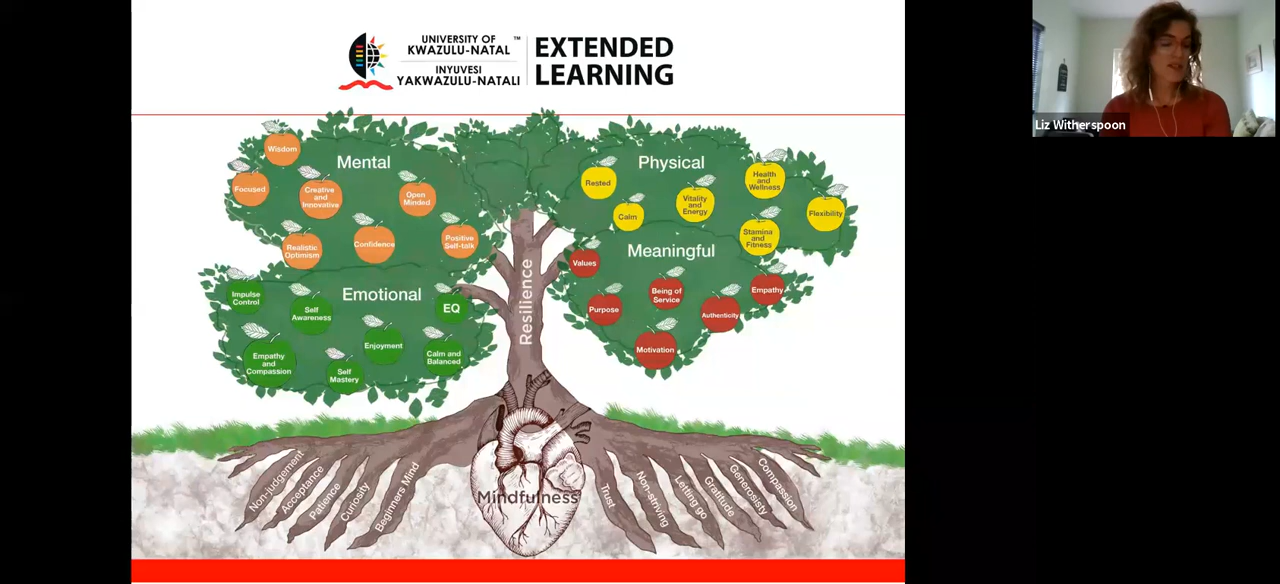 UNIVERSITY OF
KWAZULU-NATAL
™
INYUVESI
YAKWAZULU-NATALI
EXTENDED
LEARNING
Liz Witherspoon
Mental
Wisdom
Focused
Creative
and
Innovative
Open
Minded
Realistic
Optimism
Confidence
Positive
Self-talk
Physical
Rested
Calm
Vitality
and
Energy
Health
and
Wellness
Flexibility
Stamina
and
Fitness
Emotional
Impulse
Control
Self
Awareness
EQ
Enjoyment
Empathy
and
Compassion
Self
Mastery
Calm and
Balanced
Meaningful
Values
Purpose
Being of
Service
Authenticity
Empathy
Motivation
Resilience
Mindfulness
Non-judgement
Acceptance
Patience
Curiosity
Beginners Mind
Trust
Non-striving
Letting go
Gratitude
Generosisty
Compassion